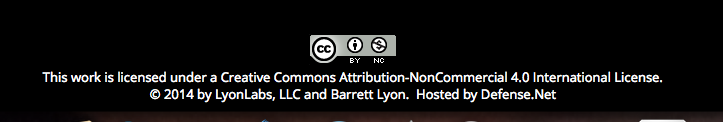 cc
BY NC
This work is licensed under a Creative Commons Attribution-NonCommercial 4.0 International License.
© 2014 by LyonLabs, LLC and Barrett Lyon. Hosted by Defense.Net